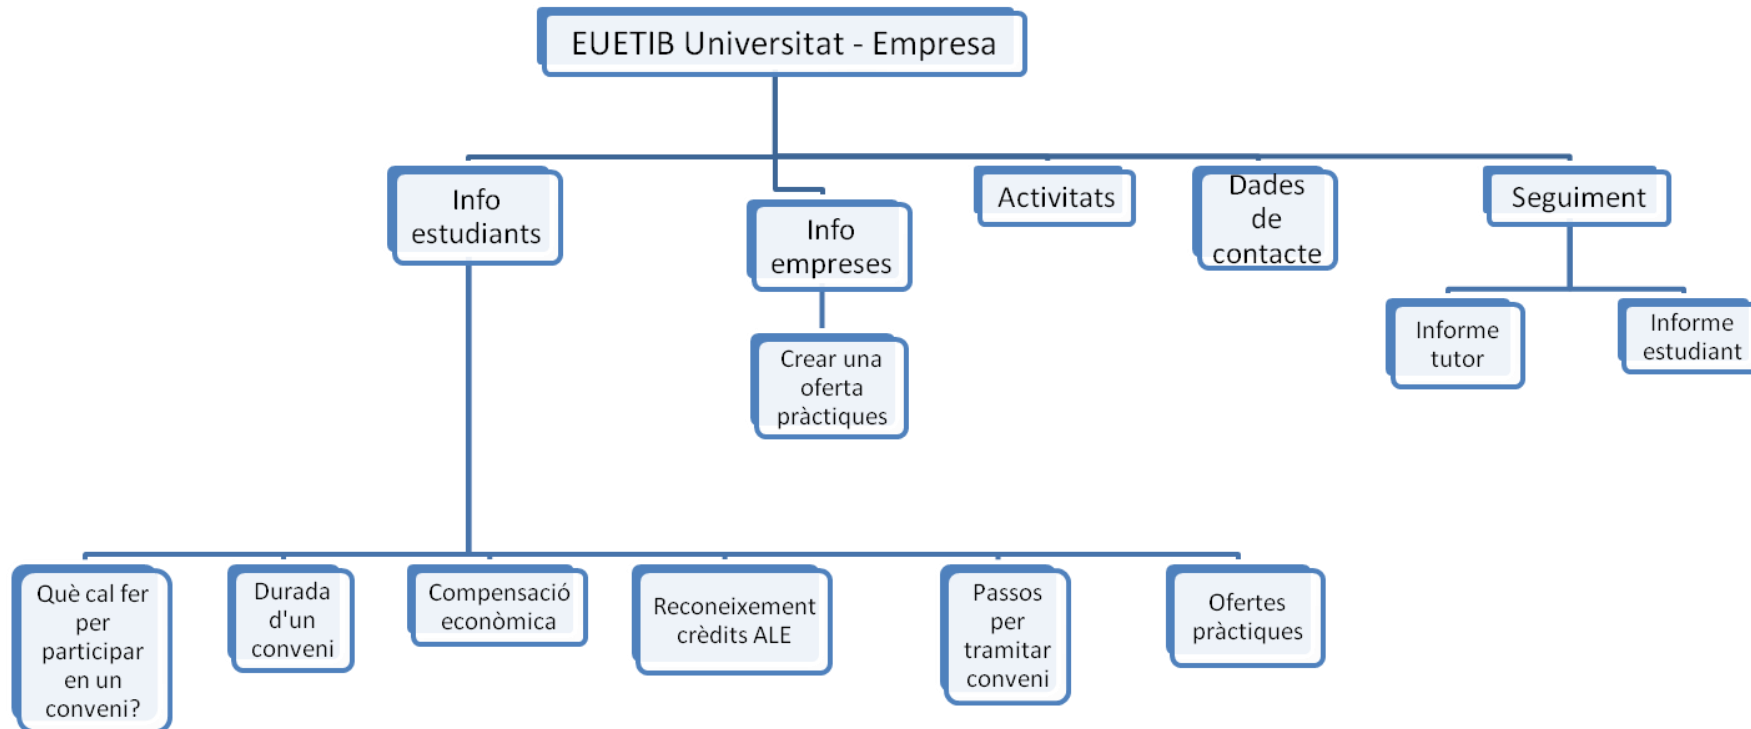 EUETIB Universitat - Empresa
Info
estudiants
Info
empreses
Activitats
Dades
de
contacte
Seguiment
Crear una
oferta
pràctiques
Informe
tutor
Informe
estudiant
Què cal fer
per
participar
en un
conveni?
Durada
d'un
conveni
Compensació
econòmica
Reconeixement
crèdits ALE
Passos
per
tramitar
conveni
Ofertes
pràctiques